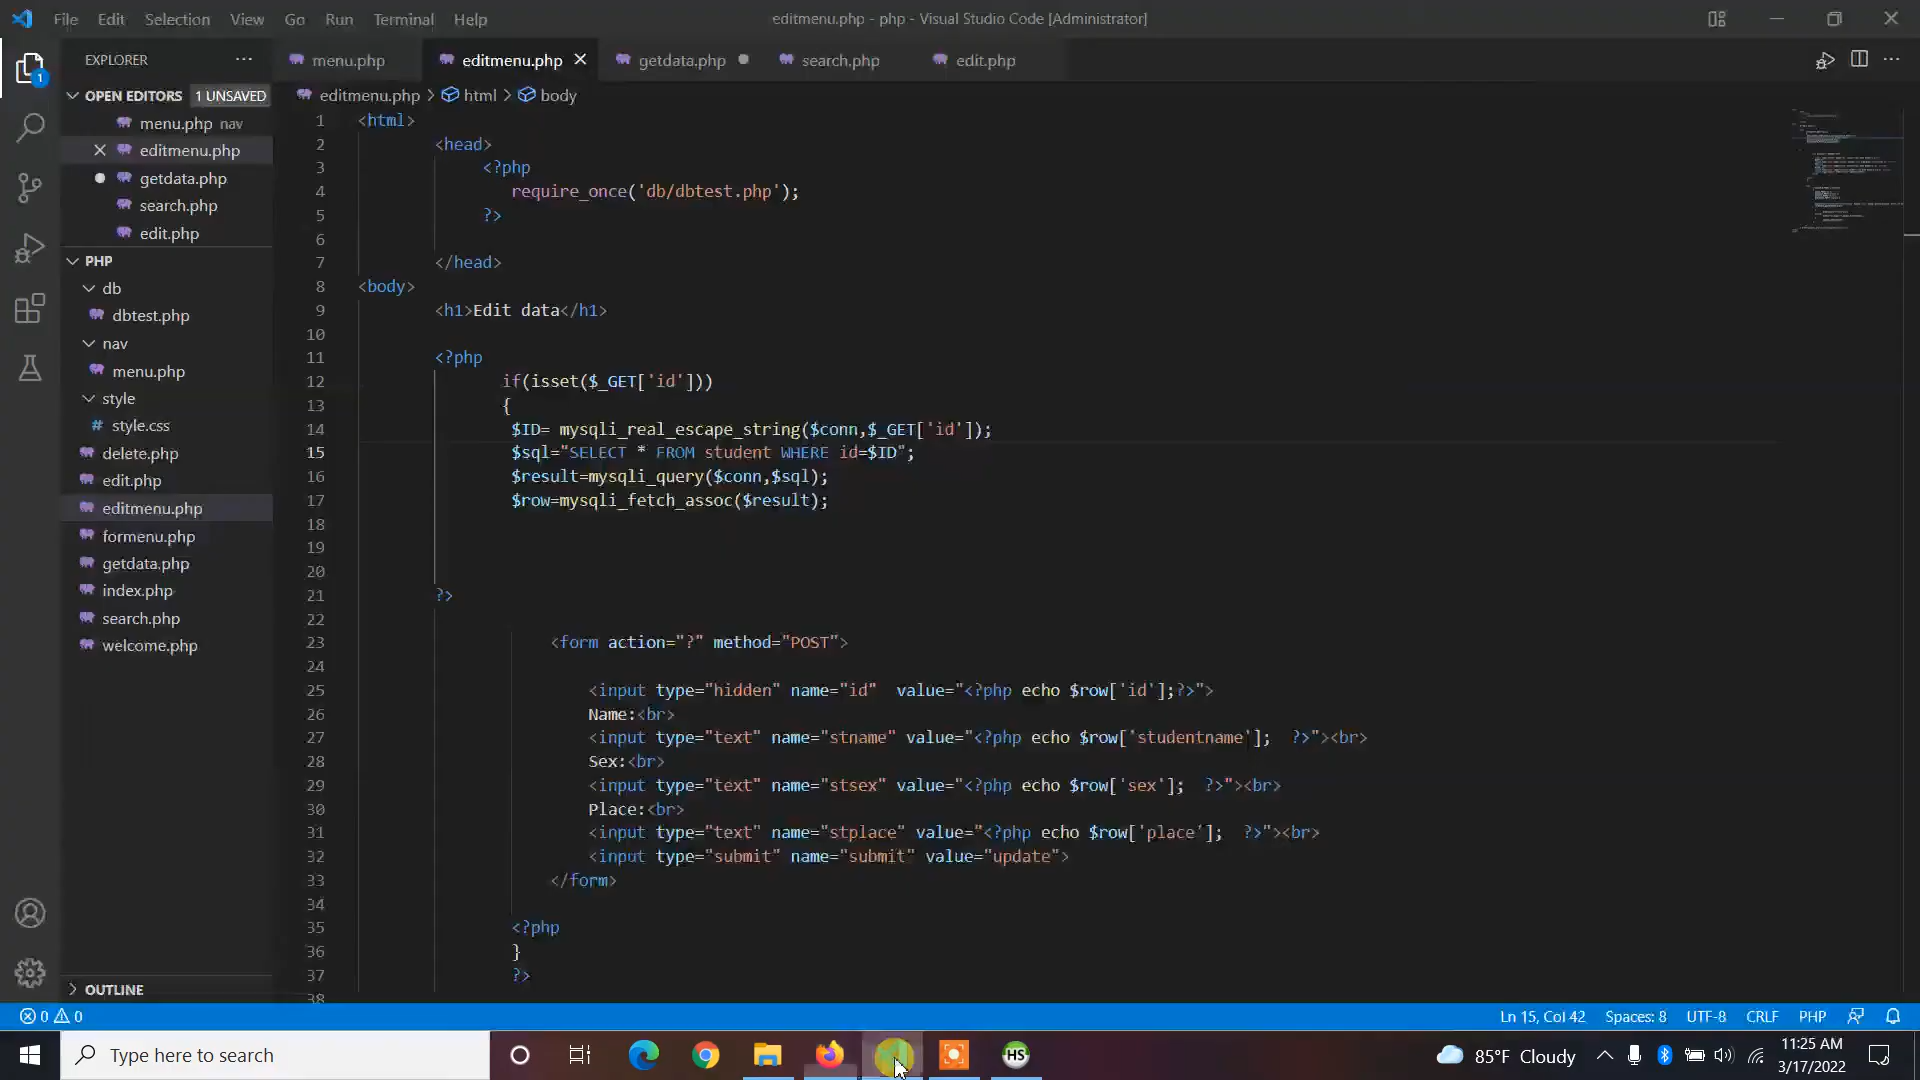 File Edit Selection View Go Run Terminal Help
editmenu.php - php - Visual Studio Code [Administrator]
EXPLORER
menu.php editmenu.php getdata.php search.php edit.php
1
OPEN EDITORS 1 UNSAVED
menu.php nav
editmenu.php
getdata.php
search.php
edit.php
PHP
db
dbtest.php
nav
menu.php
style
# style.css
delete.php
edit.php
editmenu.php
formenu.php
getdata.php
index.php
search.php
welcome.php
OUTLINE
editmenu.php > html > body
1 <html>
2 <head>
3 <?php
4 require_once('db/dbtest.php');
5 ?>
6
7 </head>
8 <body>
9 <h1>Edit data</h1>
10
11 <?php
12 if(isset($_GET['id']))
13 {
14 $ID= mysqli_real_escape_string($conn,$_GET['id']);
15 $sql="SELECT * FROM student WHERE id=$ID";
16 $result=mysqli_query($conn,$sql);
17 $row=mysqli_fetch_assoc($result);
18
19
20
21 ?>
22
23 <form action="?" method="POST">
24
25 <input type="hidden" name="id"  value="<?php echo $row['id'];?>">
26 Name:<br>
27 <input type="text" name="stname" value="<?php echo $row['studentname'];  ?>"><br>
28 Sex:<br>
29 <input type="text" name="stsex" value="<?php echo $row['sex'];  ?>"><br>
30 Place:<br>
31 <input type="text" name="stplace" value="<?php echo $row['place'];  ?>"><br>
32 <input type="submit" name="submit" value="update">
33 </form>
34
35 <?php
36 }
37 ?>
38
0 0 Ln 15, Col 42 Spaces: 8 UTF-8 CRLF PHP
Type here to search
HS
85°F Cloudy
11:25 AM
3/17/2022